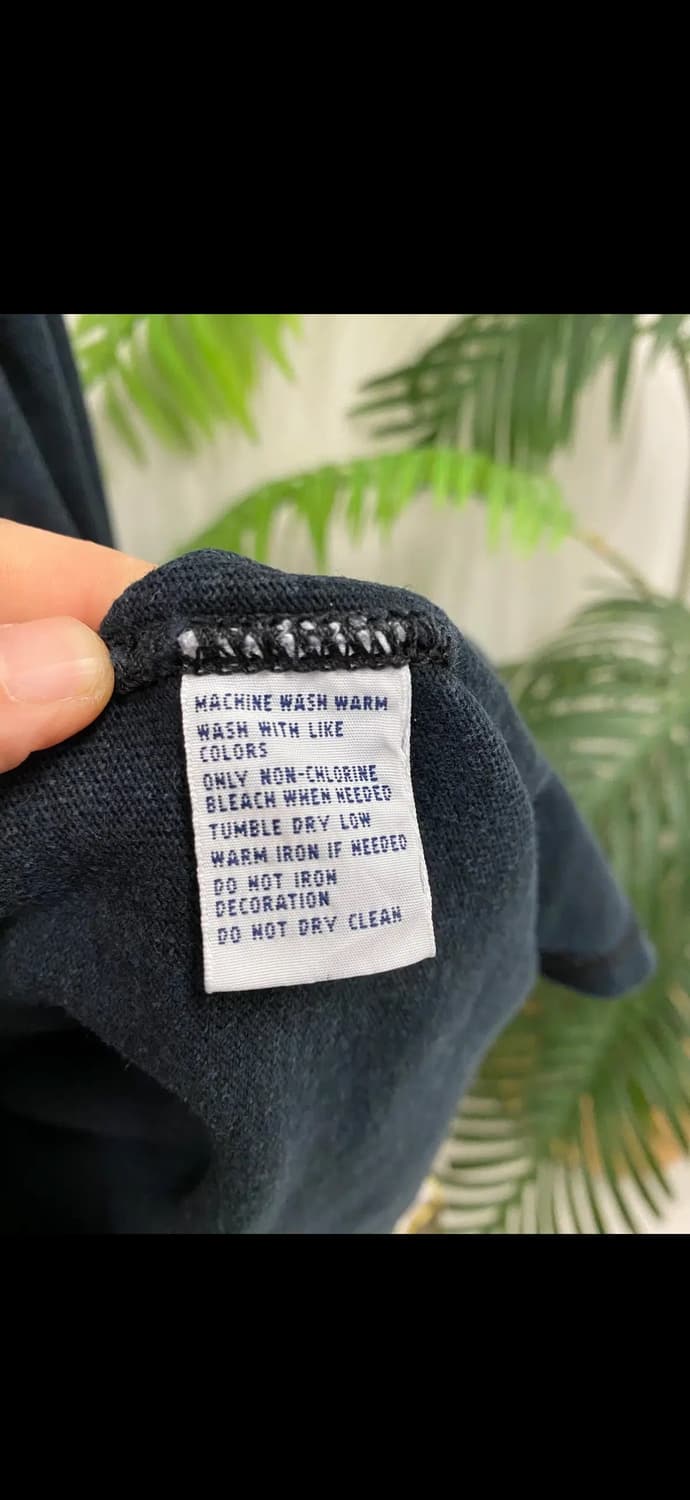 MACHINE WASH WARM
WASH WITH LIKE
COLORS
ONLY NON-CHLORINE
BLEACH WHEN NEEDED
TUMBLE DRY LOW
WARM IRON IF NEEDED
DO NOT IRON
DECORATION
DO NOT DRY CLEAN